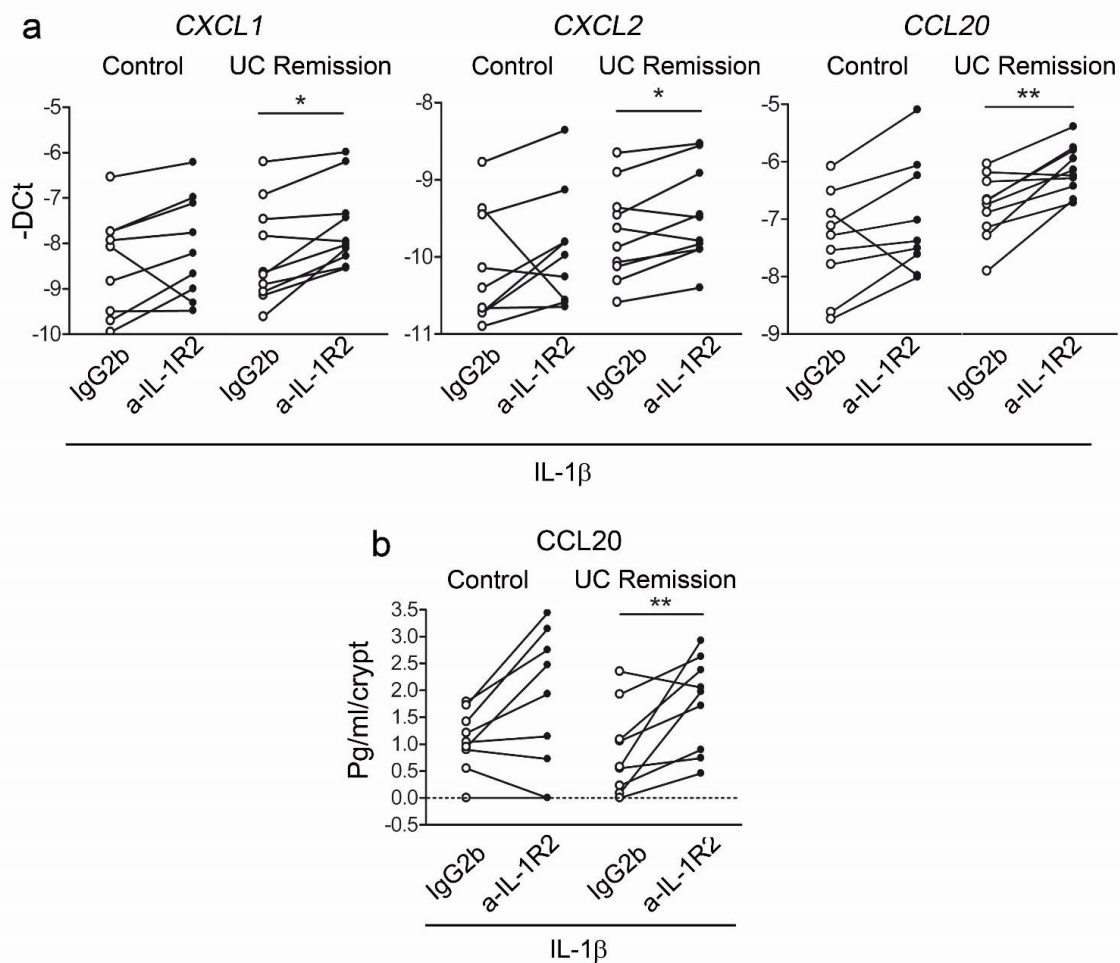 a
CXCL1 CXCL2 CCL20
Control UC Remission Control UC Remission Control UC Remission
* * **
-DCt
-5
-6
-7
-8
-9
-10
-8
-9
-10
-11
-5
-6
-7
-8
-9
IgG2b a-IL-1R2 IgG2b a-IL-1R2 IgG2b a-IL-1R2 IgG2b a-IL-1R2 IgG2b a-IL-1R2 IgG2b a-IL-1R2
IL-1β
b CCL20
Control UC Remission
**
Pg/ml/crypt
3.5
3.0
2.5
2.0
1.5
1.0
0.5
0.0
-0.5
IgG2b a-IL-1R2 IgG2b a-IL-1R2
IL-1β